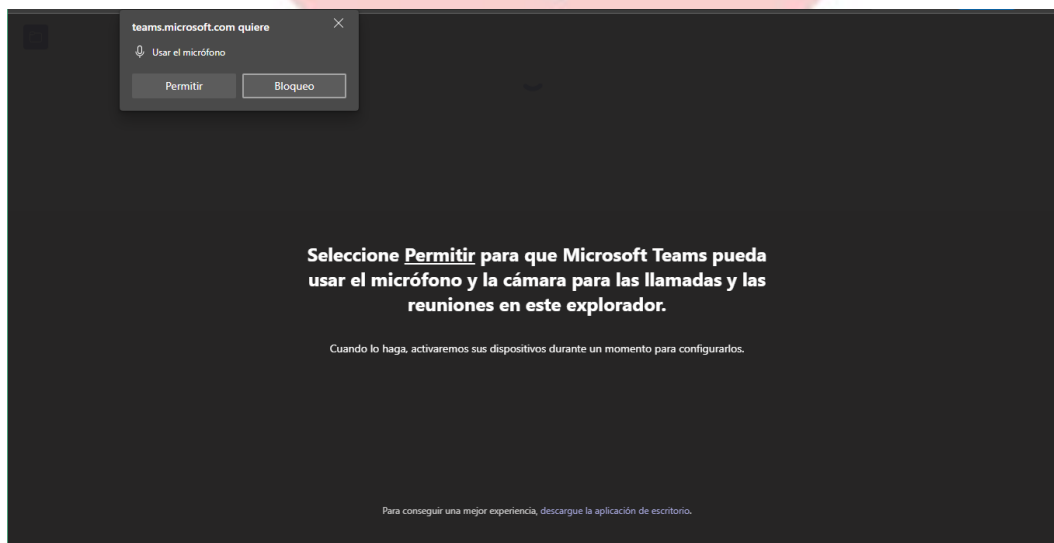 teams.microsoft.com quiere
Usar el micrófono
Permitir
Bloqueo
Seleccione Permitir para que Microsoft Teams pueda
usar el micrófono y la cámara para las llamadas y las
reuniones en este explorador.
Cuando lo haga, activaremos sus dispositivos durante un momento para configurarlos.
Para conseguir una mejor experiencia, descargue la aplicación de escritorio.